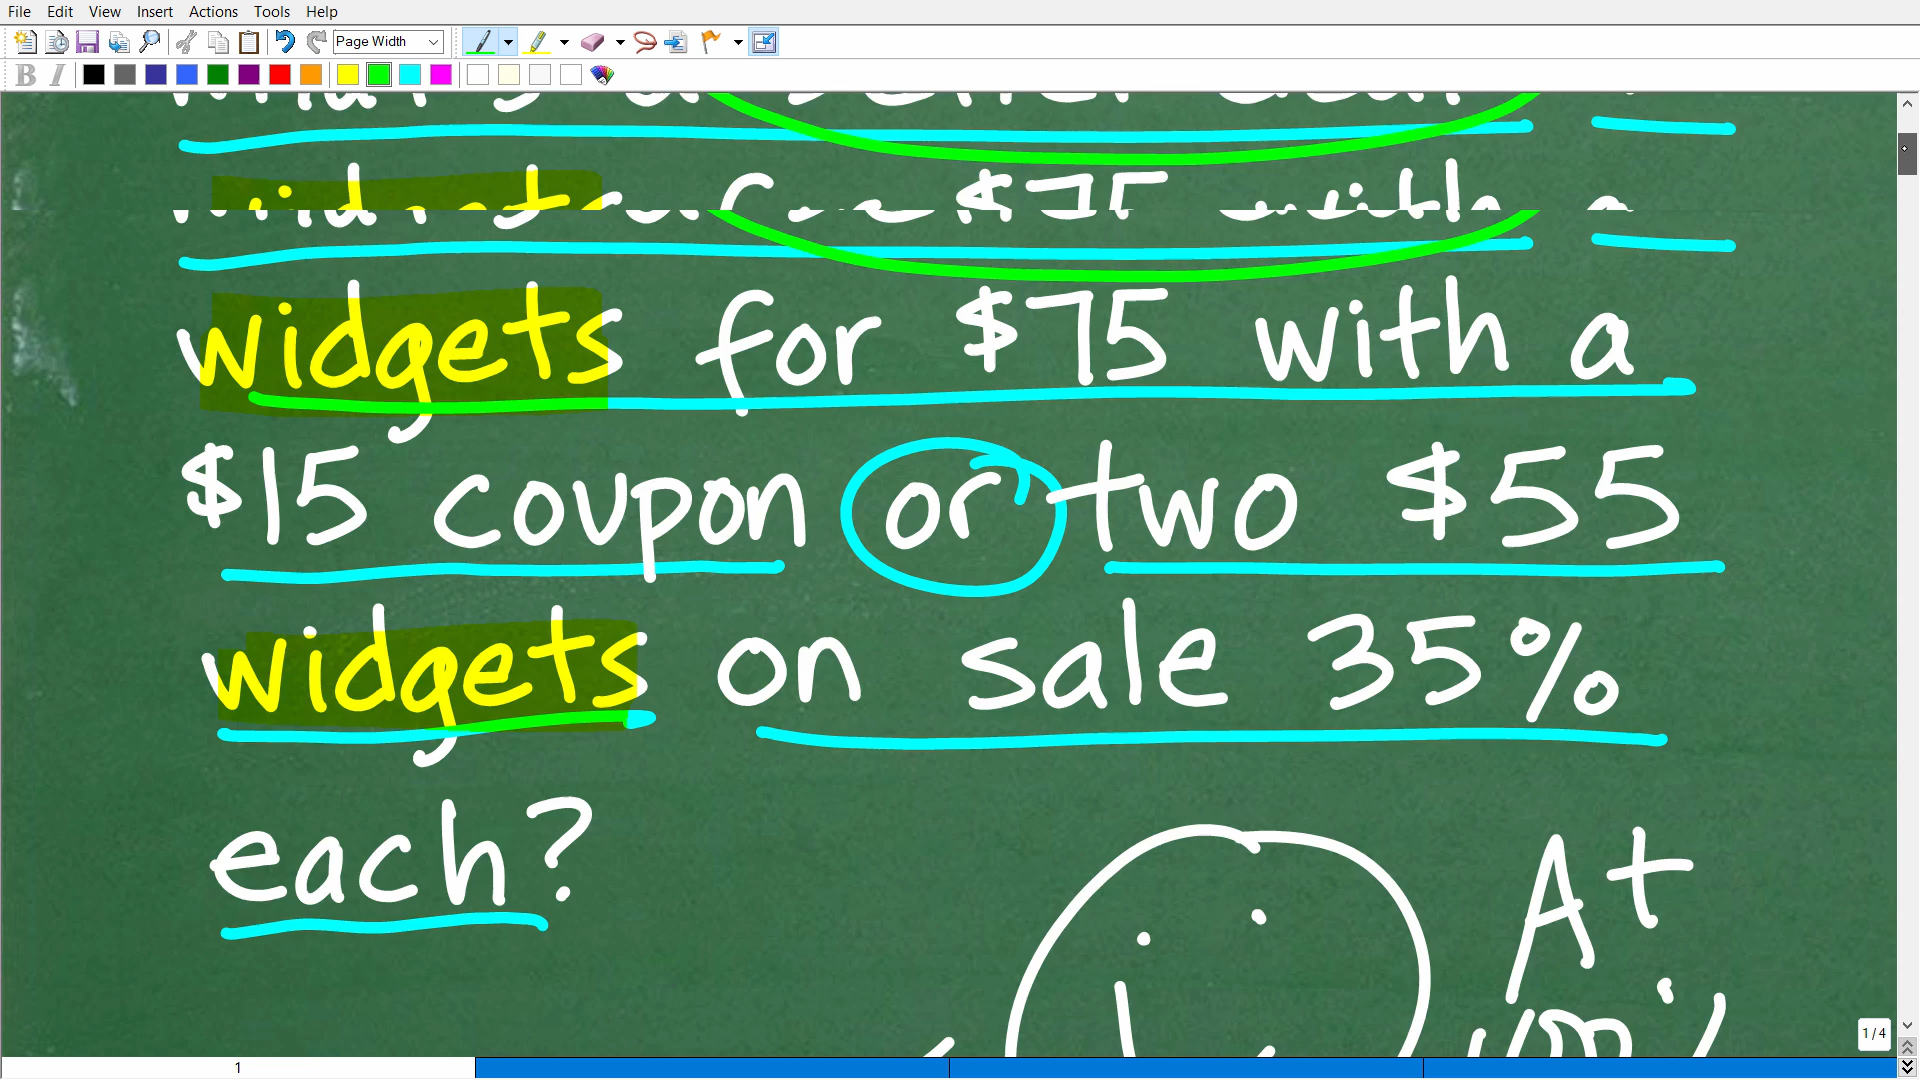 File Edit View Insert Actions Tools Help
Page Width
B I
widgets for $75 with a
$15 coupon or two $55
widgets on sale 35%
each?
A+
1/4
1